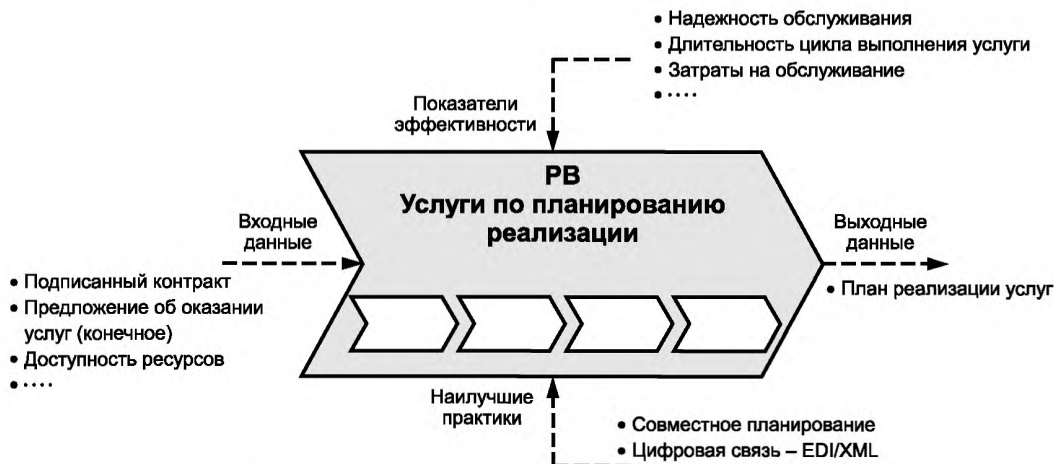 • Надежность обслуживания
• Длительность цикла выполнения услуги
• Затраты на обслуживание
• ····
Показатели
эффективности
РВ
Услуги по планированию
реализации
Входные
данные
• Подписанный контракт
• Предложение об оказании
услуг (конечное)
• Доступность ресурсов
• ····
Выходные
данные
• План реализации услуг
Наилучшие
практики
• Совместное планирование
• Цифровая связь – EDI/XML